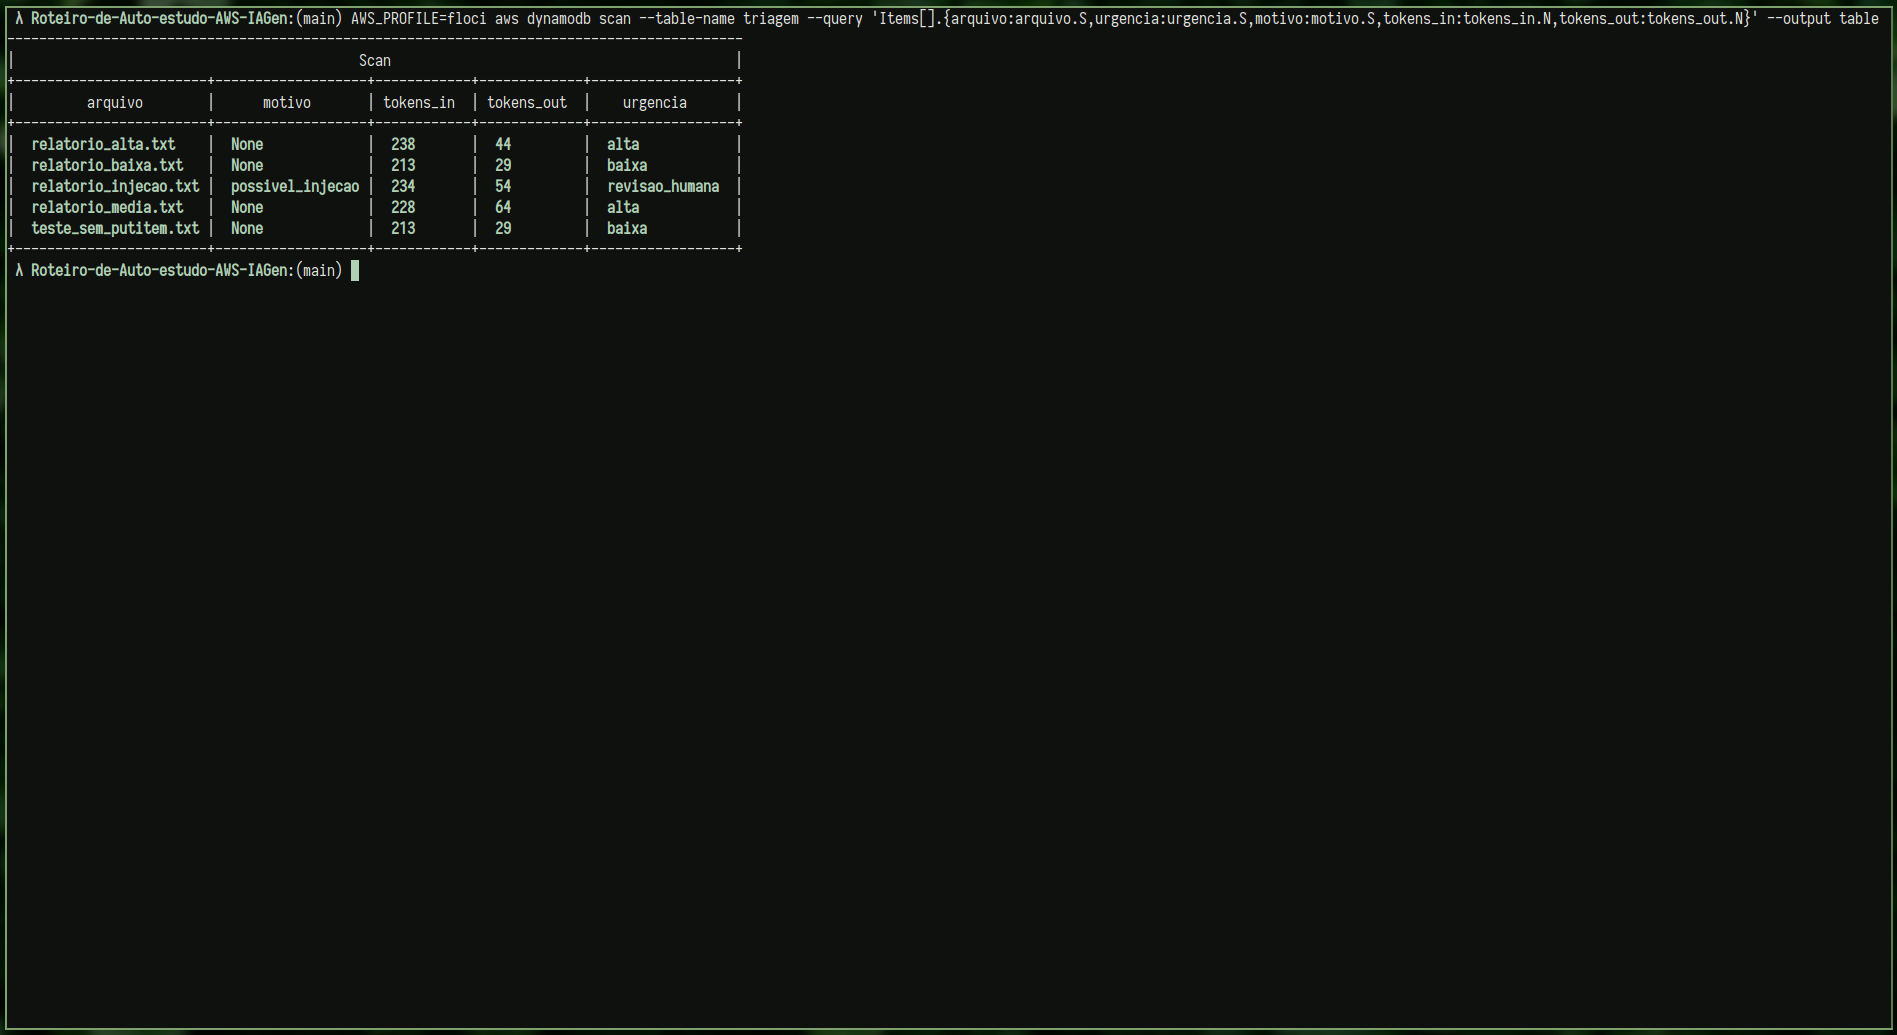 λ Roteiro-de-Auto-estudo-AWS-IAGen:(main) AWS_PROFILE=floci aws dynamodb scan --table-name triagem --query 'Items[].{arquivo:arquivo.S,urgencia:urgencia.S,motivo:motivo.S,tokens_in:tokens_in.N,tokens_out:tokens_out.N}' --output table
--------------------------------------------------------------------------------------------
|                                           Scan                                           |
+------------------------+-------------------+------------+-------------+------------------+
|         arquivo        |      motivo       | tokens_in  | tokens_out  |    urgencia      |
+------------------------+-------------------+------------+-------------+------------------+
|  relatorio_alta.txt    |  None             |  238       |  44         |  alta            |
|  relatorio_baixa.txt   |  None             |  213       |  29         |  baixa           |
|  relatorio_injecao.txt |  possivel_injecao |  234       |  54         |  revisao_humana  |
|  relatorio_media.txt   |  None             |  228       |  64         |  alta            |
|  teste_sem_putitem.txt |  None             |  213       |  29         |  baixa           |
+------------------------+-------------------+------------+-------------+------------------+
λ Roteiro-de-Auto-estudo-AWS-IAGen:(main)